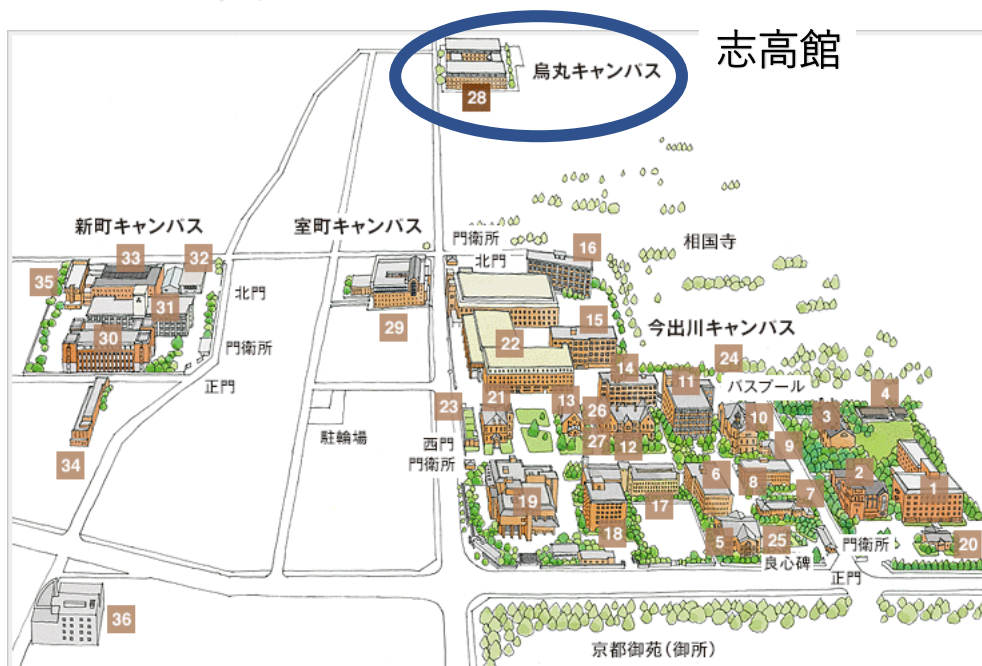 志高館
烏丸キャンパス
28
新町キャンパス
室町キャンパス
門衛所
北門
16
相国寺
35
33
32
北門
31
30
門衛所
正門
34
29
駐輪場
今出川キャンパス
15
22
14
24
バスプール
11
4
23
21
13
26
10
3
西門
27
12
9
門衛所
6
8
2
1
19
17
7
18
5
25
良心碑
門衛所
20
正門
36
京都御苑(御所)